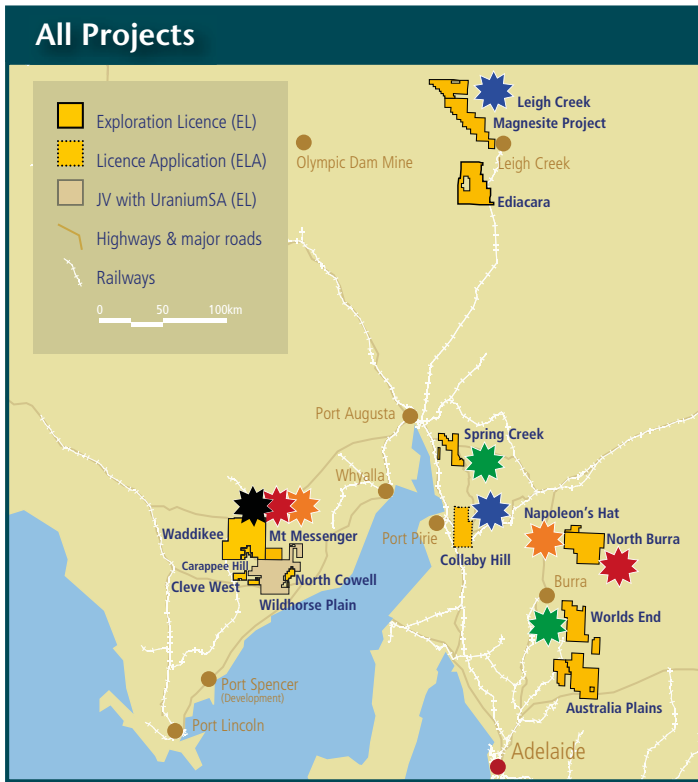 All Projects
Exploration Licence (EL)
Licence Application (ELA)
JV with UraniumSA (EL)
Highways & major roads
Railways
0 50 100km
Leigh Creek
Magnesite Project
Olympic Dam Mine
Leigh Creek
Ediacara
Port Augusta
Spring Creek
Whyalla
Napoleon's Hat
Port Pirie
North Burra
Waddikee
Mt Messenger
Collaby Hill
Carappee Hill
Cleve West
North Cowell
Burra
Wildhorse Plain
Worlds End
Port Spencer
(Development)
Australia Plains
Port Lincoln
Adelaide